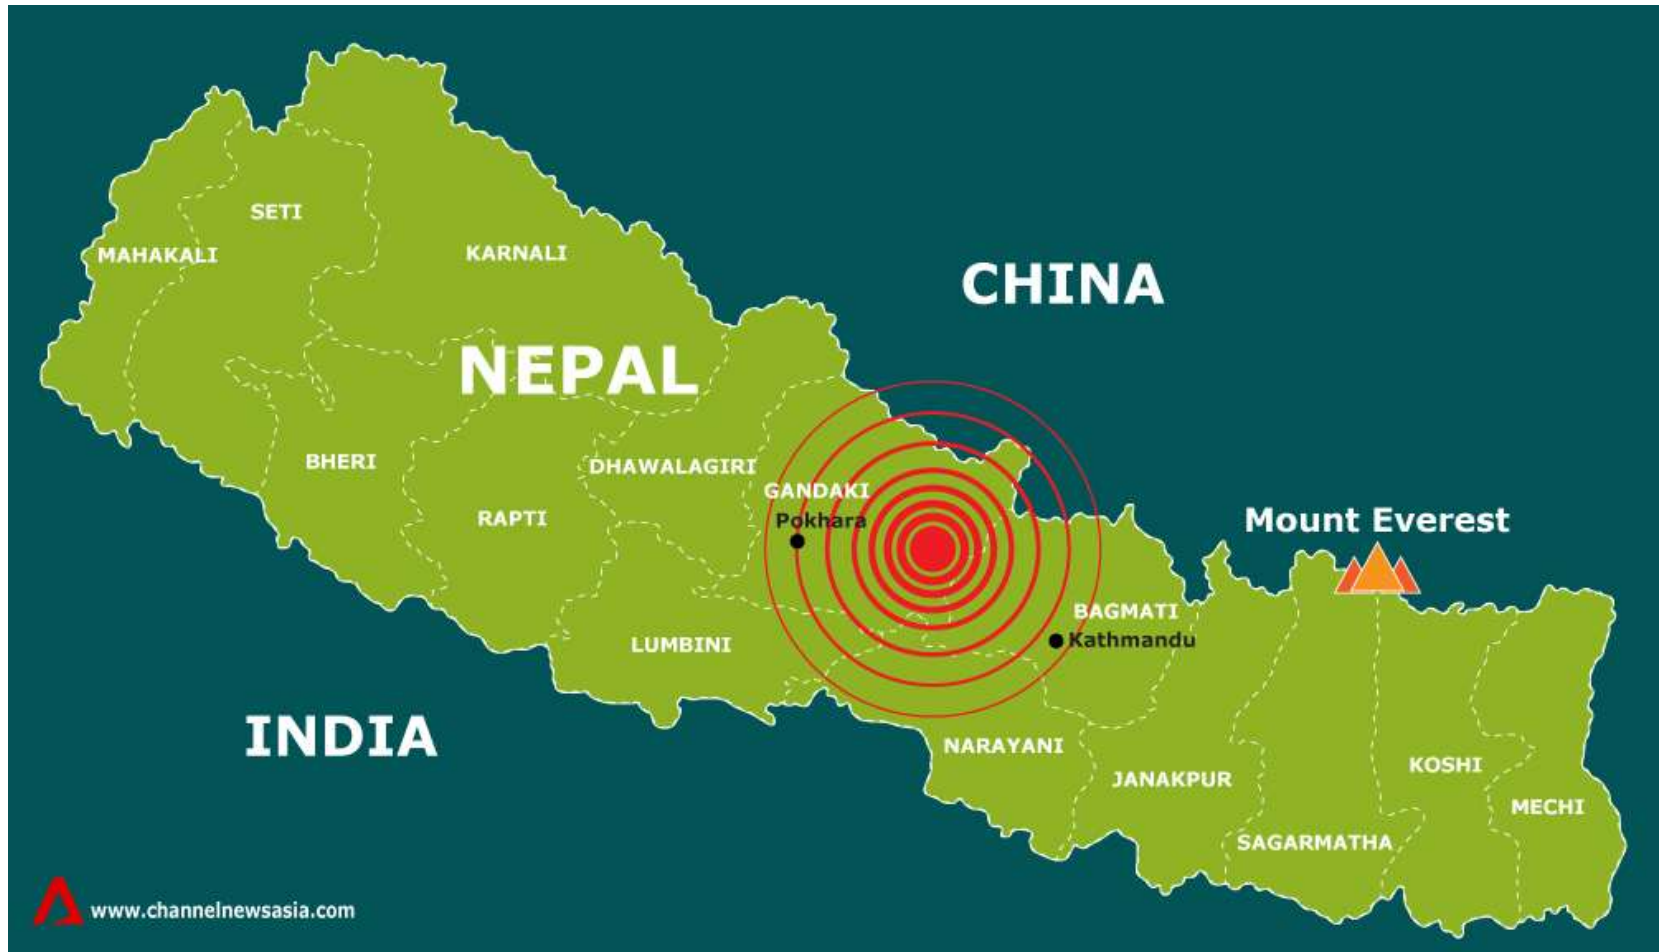 SETI
MAHAKALI
KARNALI
CHINA
NEPAL
BHERI
DHAWALAGIRI
GANDAKI
RAPTI
Pokhara
Mount Everest
BAGMATI
Kathmandu
LUMBINI
INDIA
NARAYANI
JANAKPUR
KOSHI
MECHI
SAGARMATHA
www.channelnewsasia.com